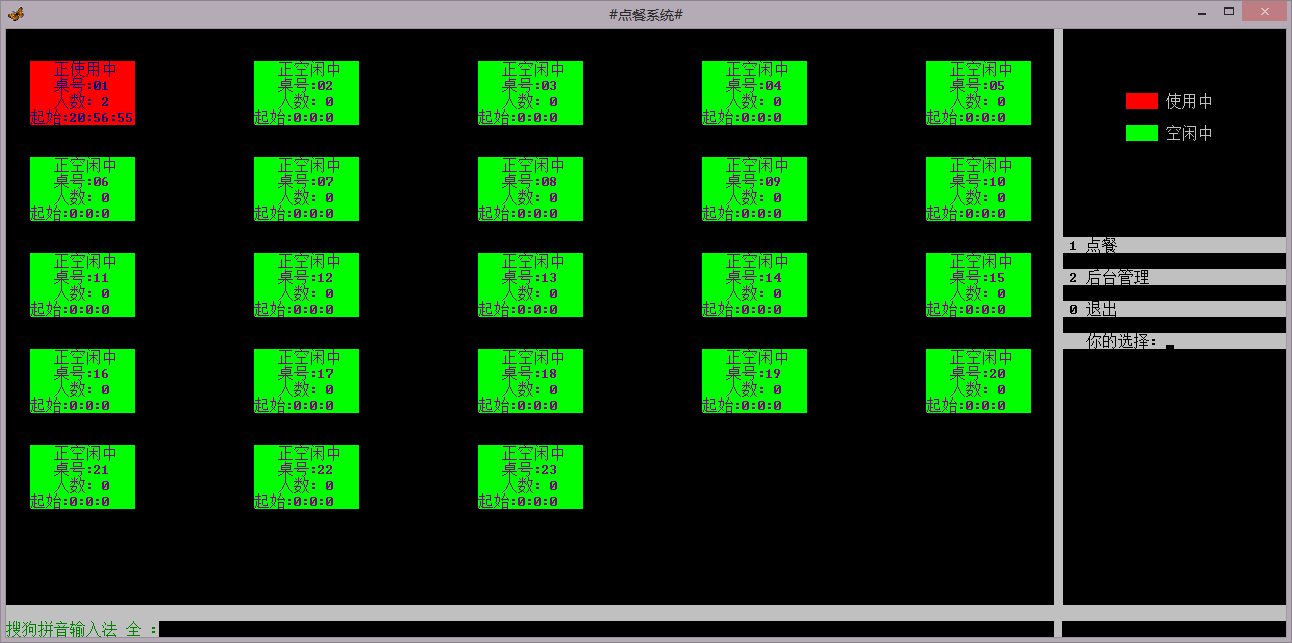 #点餐系统#
正使用中
桌号:01
人数: 2
起始:20:56:55
正空闲中
桌号:02
人数: 0
起始:0:0:0
正空闲中
桌号:03
人数: 0
起始:0:0:0
正空闲中
桌号:04
人数: 0
起始:0:0:0
正空闲中
桌号:05
人数: 0
起始:0:0:0
正空闲中
桌号:06
人数: 0
起始:0:0:0
正空闲中
桌号:07
人数: 0
起始:0:0:0
正空闲中
桌号:08
人数: 0
起始:0:0:0
正空闲中
桌号:09
人数: 0
起始:0:0:0
正空闲中
桌号:10
人数: 0
起始:0:0:0
正空闲中
桌号:11
人数: 0
起始:0:0:0
正空闲中
桌号:12
人数: 0
起始:0:0:0
正空闲中
桌号:13
人数: 0
起始:0:0:0
正空闲中
桌号:14
人数: 0
起始:0:0:0
正空闲中
桌号:15
人数: 0
起始:0:0:0
正空闲中
桌号:16
人数: 0
起始:0:0:0
正空闲中
桌号:17
人数: 0
起始:0:0:0
正空闲中
桌号:18
人数: 0
起始:0:0:0
正空闲中
桌号:19
人数: 0
起始:0:0:0
正空闲中
桌号:20
人数: 0
起始:0:0:0
正空闲中
桌号:21
人数: 0
起始:0:0:0
正空闲中
桌号:22
人数: 0
起始:0:0:0
正空闲中
桌号:23
人数: 0
起始:0:0:0
使用中
空闲中
1 点餐
2 后台管理
0 退出
你的选择: _
搜狗拼音输入法 全 :